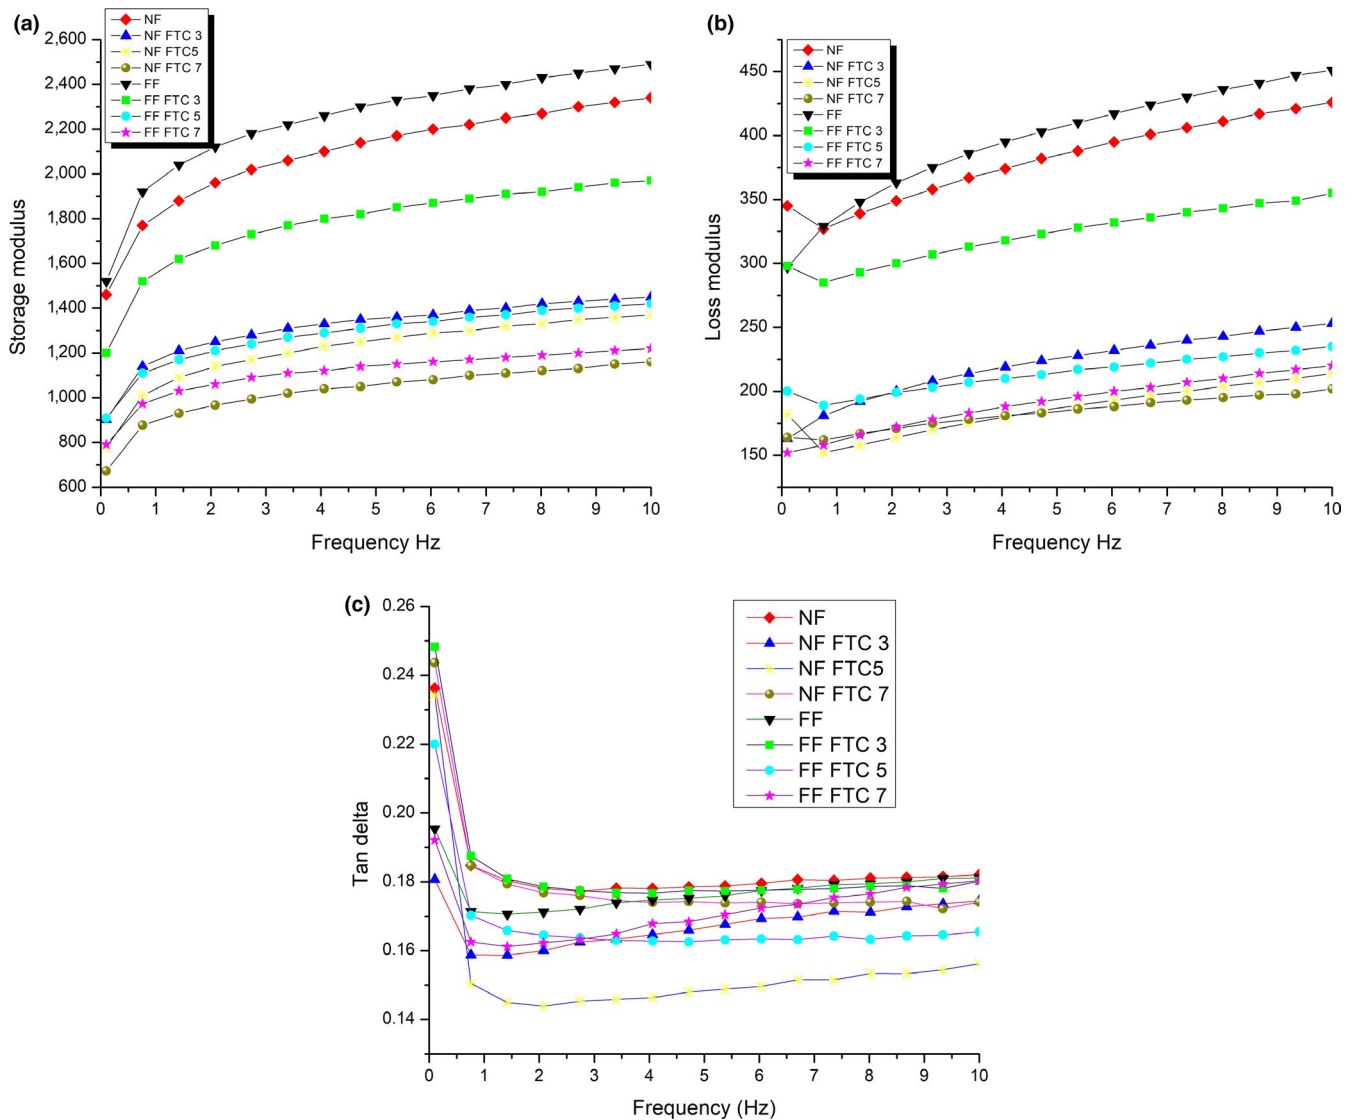 (a)
NF
NF FTC 3
NF FTC5
NF FTC 7
FF
FF FTC 3
FF FTC 5
FF FTC 7
2,600
2,400
2,200
2,000
1,800
1,600
1,400
1,200
1,000
800
600
Storage modulus
0 1 2 3 4 5 6 7 8 9 10
Frequency Hz
(b)
NF
NF FTC 3
NF FTC5
NF FTC 7
FF
FF FTC 3
FF FTC 5
FF FTC 7
450
400
350
300
250
200
150
Loss modulus
0 1 2 3 4 5 6 7 8 9 10
Frequency Hz
(c)
NF
NF FTC 3
NF FTC5
NF FTC 7
FF
FF FTC 3
FF FTC 5
FF FTC 7
0.26
0.24
0.22
0.20
0.18
0.16
0.14
Tan delta
0 1 2 3 4 5 6 7 8 9 10
Frequency (Hz)